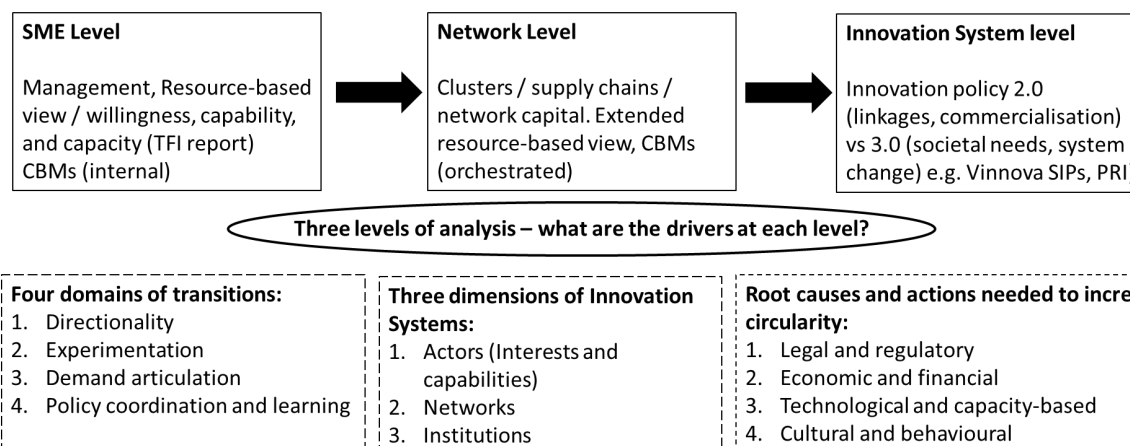 SME Level
Management, Resource-based
view / willingness, capability,
and capacity (TFI report)
CBMs (internal)
Network Level
Clusters / supply chains /
network capital. Extended
resource-based view, CBMs
(orchestrated)
Innovation System level
Innovation policy 2.0
(linkages, commercialisation)
vs 3.0 (societal needs, system
change) e.g. Vinnova SIPs, PRI
Three levels of analysis – what are the drivers at each level?
Four domains of transitions:
1. Directionality
2. Experimentation
3. Demand articulation
4. Policy coordination and learning
Three dimensions of Innovation
Systems:
1. Actors (Interests and
capabilities)
2. Networks
3. Institutions
Root causes and actions needed to incre
circularity:
1. Legal and regulatory
2. Economic and financial
3. Technological and capacity-based
4. Cultural and behavioural